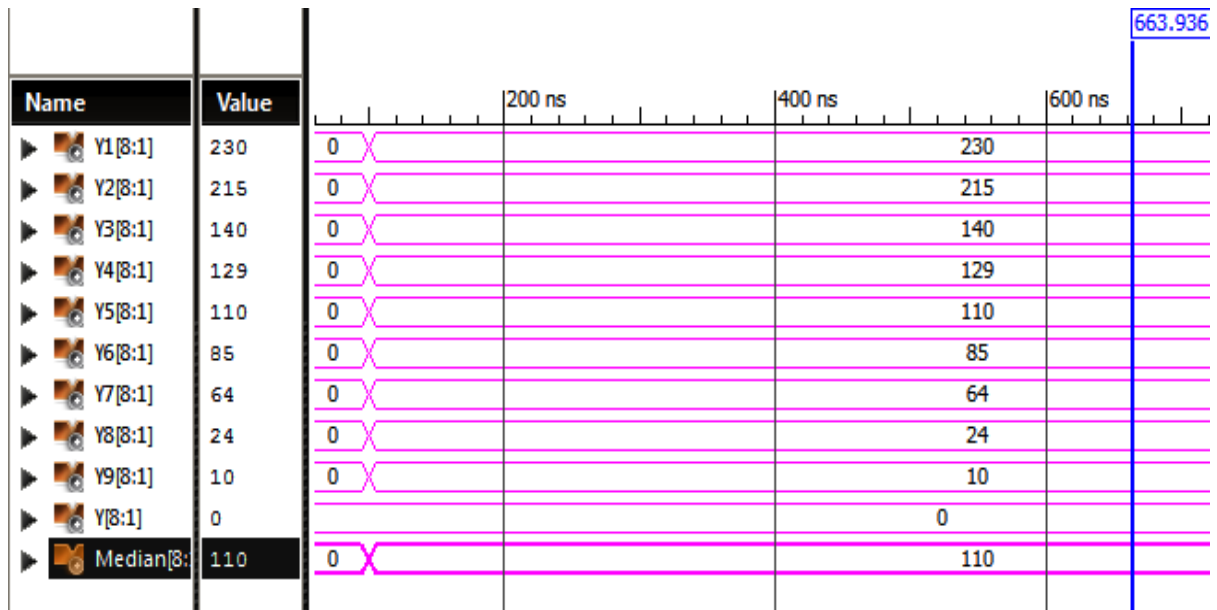 663.936
Name Value 200 ns 400 ns 600 ns
Y1[8:1] 230 0 230
Y2[8:1] 215 0 215
Y3[8:1] 140 0 140
Y4[8:1] 129 0 129
Y5[8:1] 110 0 110
Y6[8:1] 85 0 85
Y7[8:1] 64 0 64
Y8[8:1] 24 0 24
Y9[8:1] 10 0 10
Y[8:1] 0 0
Median[8: 110 0 110